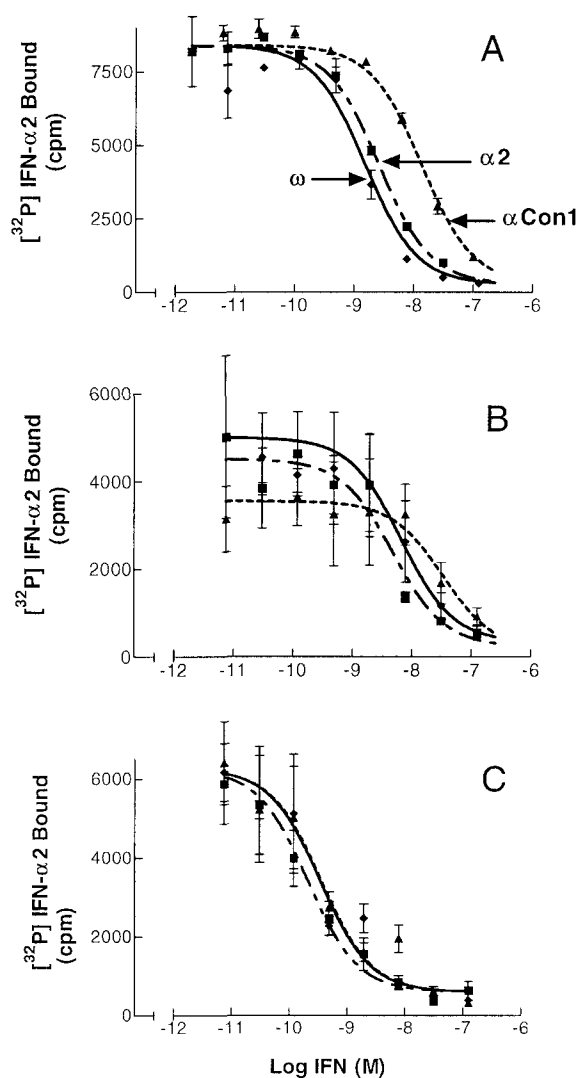 A
[³²P] IFN-α2 Bound
(cpm)
7500
5000
2500
0
α2
ω
αCon1
-12 -11 -10 -9 -8 -7 -6
B
[³²P] IFN-α2 Bound
(cpm)
6000
4000
2000
0
-12 -11 -10 -9 -8 -7 -6
C
[³²P] IFN-α2 Bound
(cpm)
6000
4000
2000
0
-12 -11 -10 -9 -8 -7 -6
Log IFN (M)